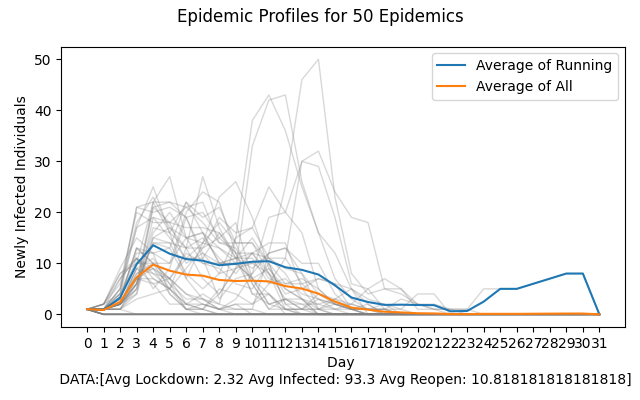 Epidemic Profiles for 50 Epidemics
50
40
30
20
10
0
Newly Infected Individuals
Average of Running
Average of All
0 1 2 3 4 5 6 7 8 9 10 11 12 13 14 15 16 17 18 19 20 21 22 23 24 25 26 27 28 29 30 31
Day
DATA:[Avg Lockdown: 2.32 Avg Infected: 93.3 Avg Reopen: 10.818181818181818]